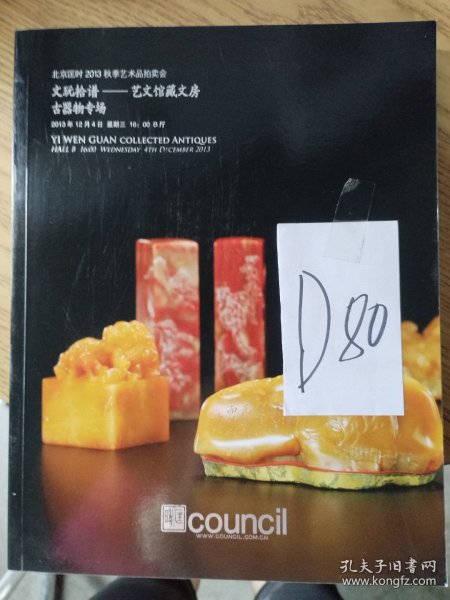 北京匡时 2013 秋季艺术品拍卖会
文玩拾谱——艺文馆藏文房
古器物专场
2013 年 12 月 4 日 星期三 16:00 B 厅
YI WEN GUAN COLLECTED ANTIQUES
HALL B 16:00 WEDNESDAY 4TH DECEMBER 2013
D80
council
WWW.COUNCIL.COM.CN
孔夫子旧书网
www.kongfz.com